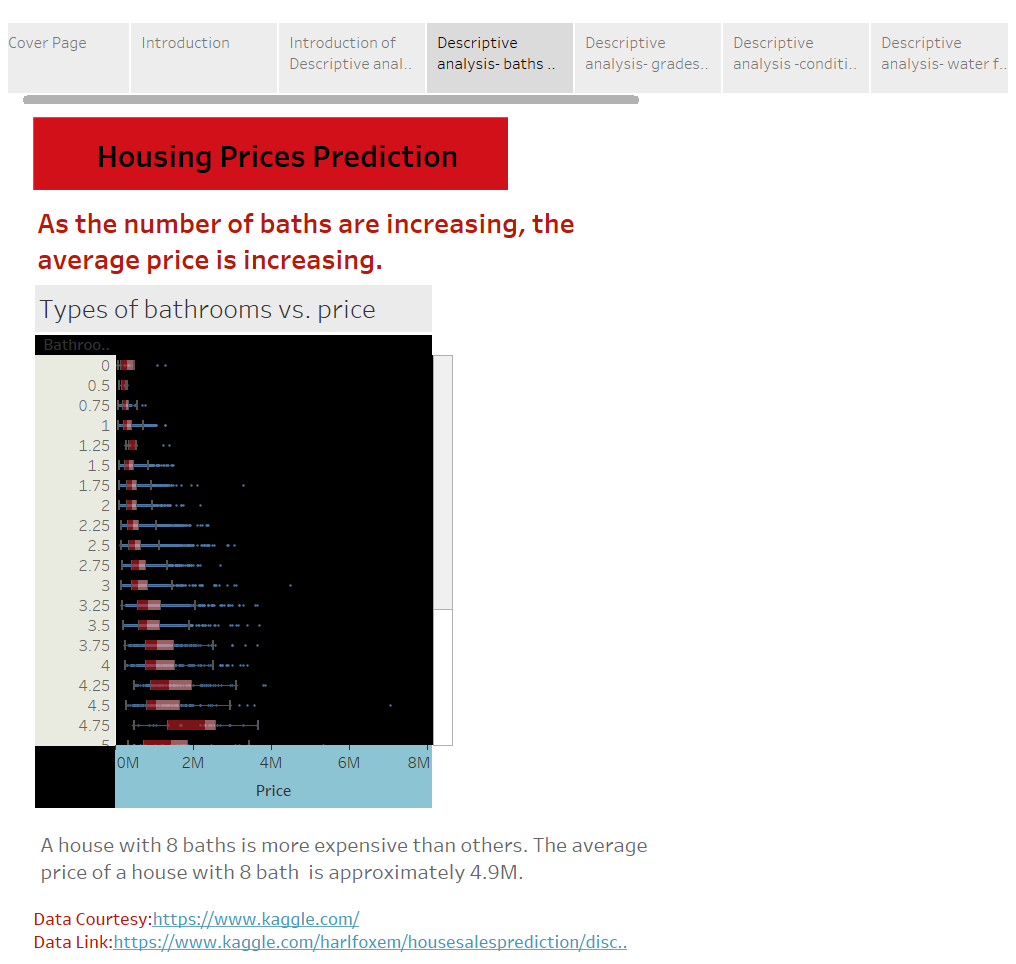 Cover Page
Introduction
Introduction of
Descriptive anal..
Descriptive
analysis- baths ..
Descriptive
analysis- grades..
Descriptive
analysis -conditi..
Descriptive
analysis- water f..
Housing Prices Prediction
As the number of baths are increasing, the
average price is increasing.
Types of bathrooms vs. price
Bathroo..
0
0.5
0.75
1
1.25
1.5
1.75
2
2.25
2.5
2.75
3
3.25
3.5
3.75
4
4.25
4.5
4.75
5
0M 2M 4M 6M 8M
Price
A house with 8 baths is more expensive than others. The average
price of a house with 8 bath  is approximately 4.9M.
Data Courtesy:https://www.kaggle.com/
Data Link:https://www.kaggle.com/harlfoxem/housesalesprediction/disc..